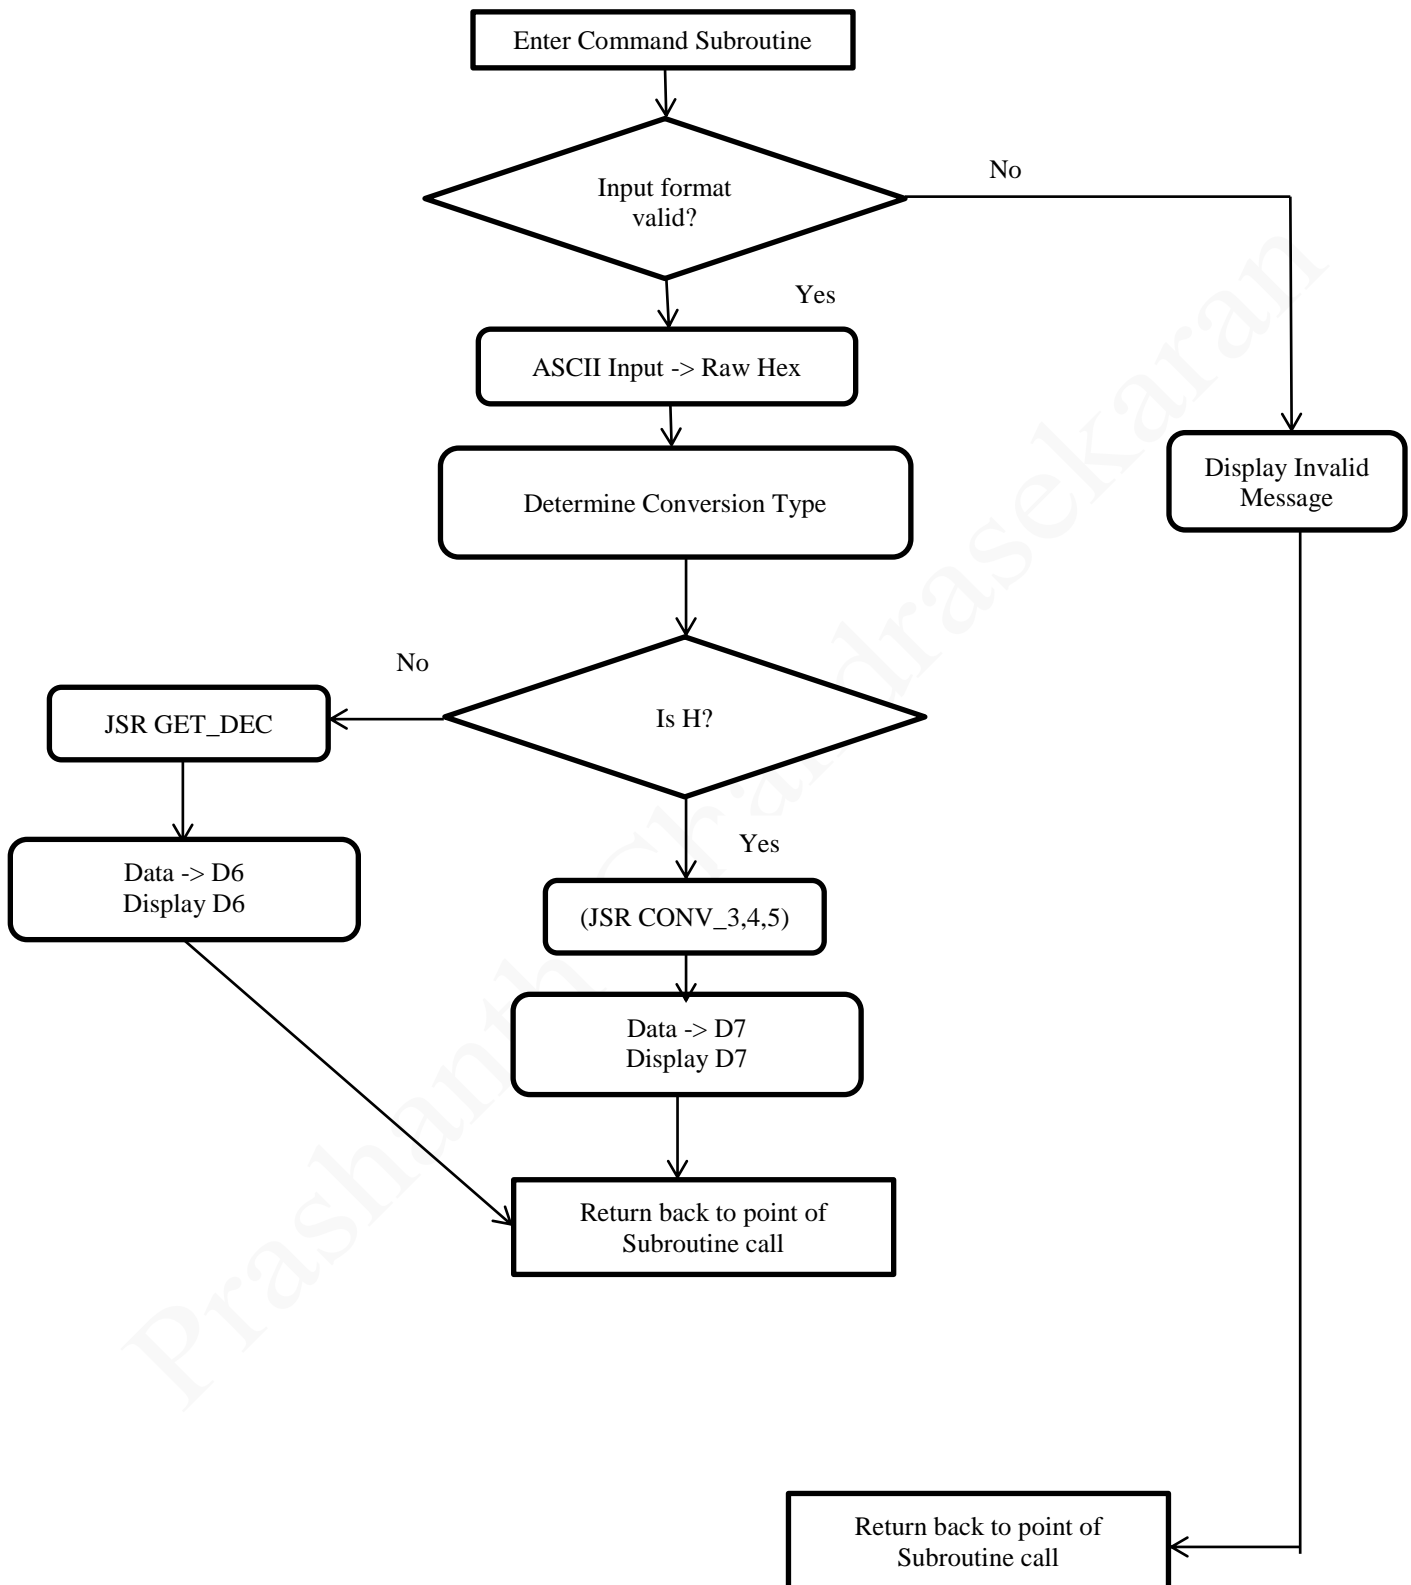 Enter Command Subroutine
Input format
valid?
No
Yes
ASCII Input -> Raw Hex
Determine Conversion Type
Display Invalid
Message
No
Is H?
JSR GET_DEC
Yes
Data -> D6
Display D6
(JSR CONV_3,4,5)
Data -> D7
Display D7
Return back to point of
Subroutine call
Return back to point of
Subroutine call
Prashanth Chandrasekaran